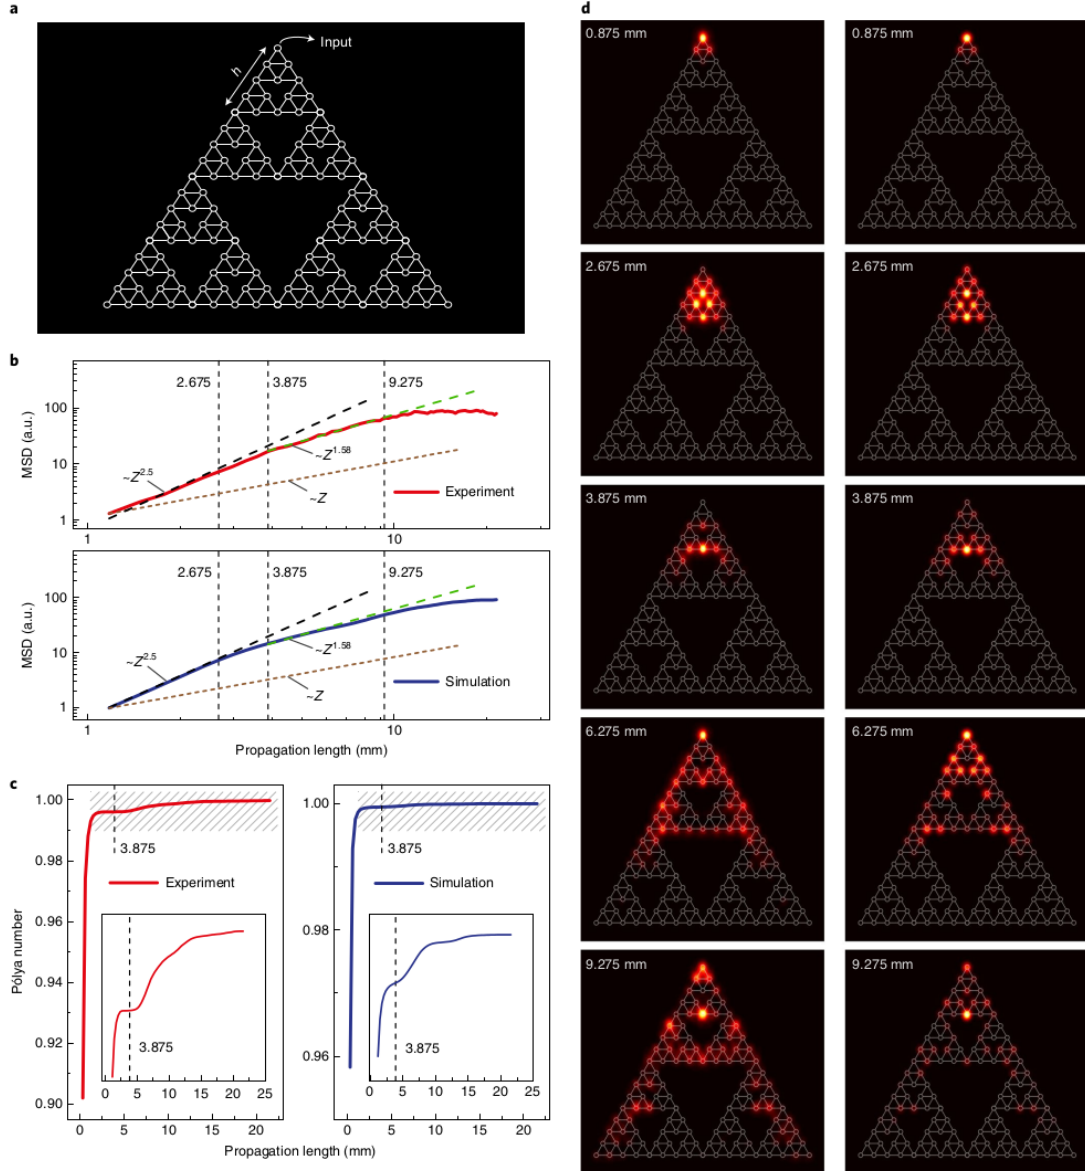 a
Input
h
b
2.675
3.875
9.275
100
10
1
MSD (a.u.)
~Z^2.5
~Z^1.58
~Z
Experiment
1
10
2.675
3.875
9.275
100
10
1
MSD (a.u.)
~Z^2.5
~Z^1.58
~Z
Simulation
1
10
Propagation length (mm)
c
1.00
0.98
0.96
0.94
0.93
0.90
Pólya number
3.875
Experiment
3.875
0 5 10 15 20 25
0 5 10 15 20
1.00
0.98
0.96
3.875
Simulation
3.875
0 5 10 15 20 25
0 5 10 15 20
Propagation length (mm)
d
0.875 mm
0.875 mm
2.675 mm
2.675 mm
3.875 mm
3.875 mm
6.275 mm
6.275 mm
9.275 mm
9.275 mm